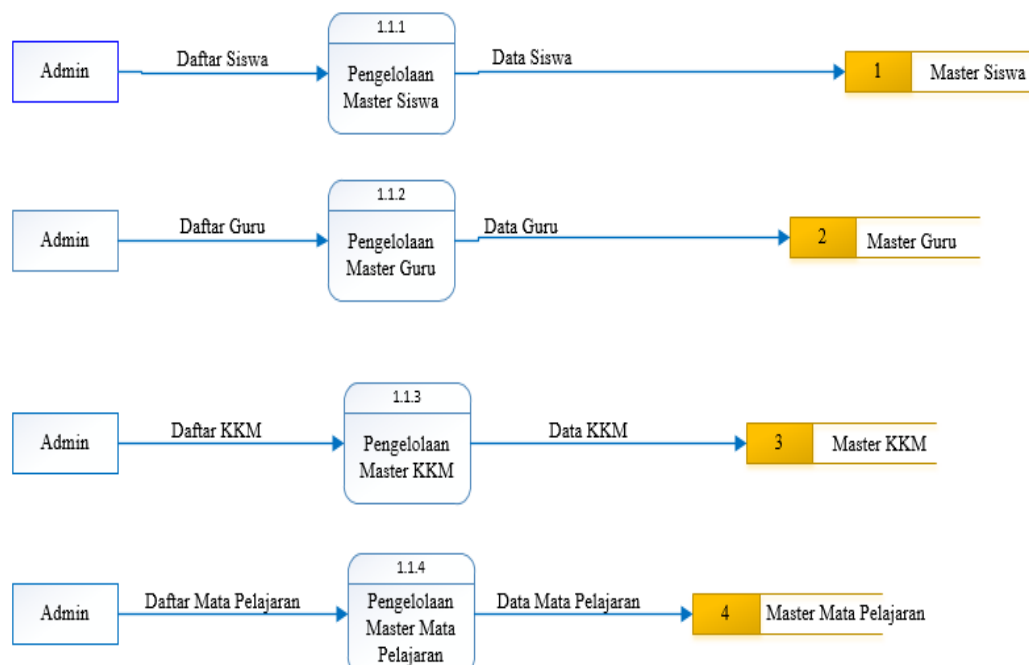 1.1.1
Admin
Daftar Siswa
Pengelolaan
Master Siswa
Data Siswa
1
Master Siswa
1.1.2
Admin
Daftar Guru
Pengelolaan
Master Guru
Data Guru
2
Master Guru
1.1.3
Admin
Daftar KKM
Pengelolaan
Master KKM
Data KKM
3
Master KKM
1.1.4
Admin
Daftar Mata Pelajaran
Pengelolaan
Master Mata
Pelajaran
Data Mata Pelajaran
4
Master Mata Pelajaran